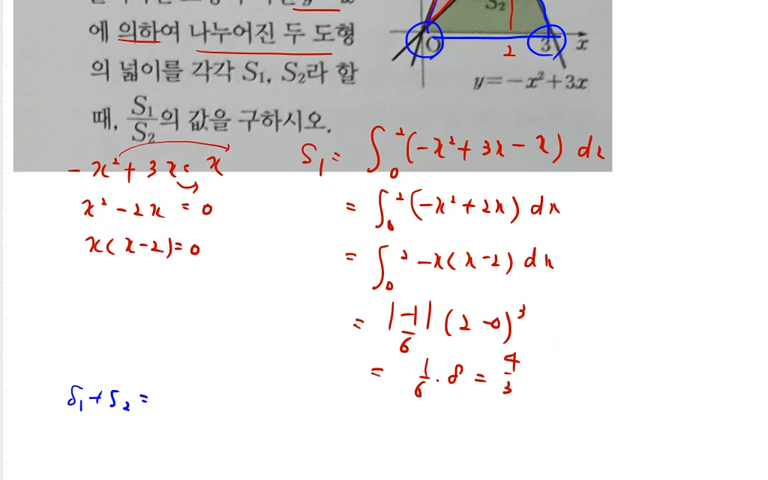 에 의하여 나누어진 두 도형
의 넓이를 각각 S₁, S₂라 할
때, S₁/S₂의 값을 구하시오.
S₂
O 2 3 x
y=-x²+3x
-x²+3x=x
x²-2x=0
x(x-2)=0
S₁= ∫₀²(-x²+3x-x)dx
= ∫₀²(-x²+2x)dx
= ∫₀²-x(x-2)dx
= |-1/6|(2-0)³
= 1/6·8=4/3
S₁+S₂=